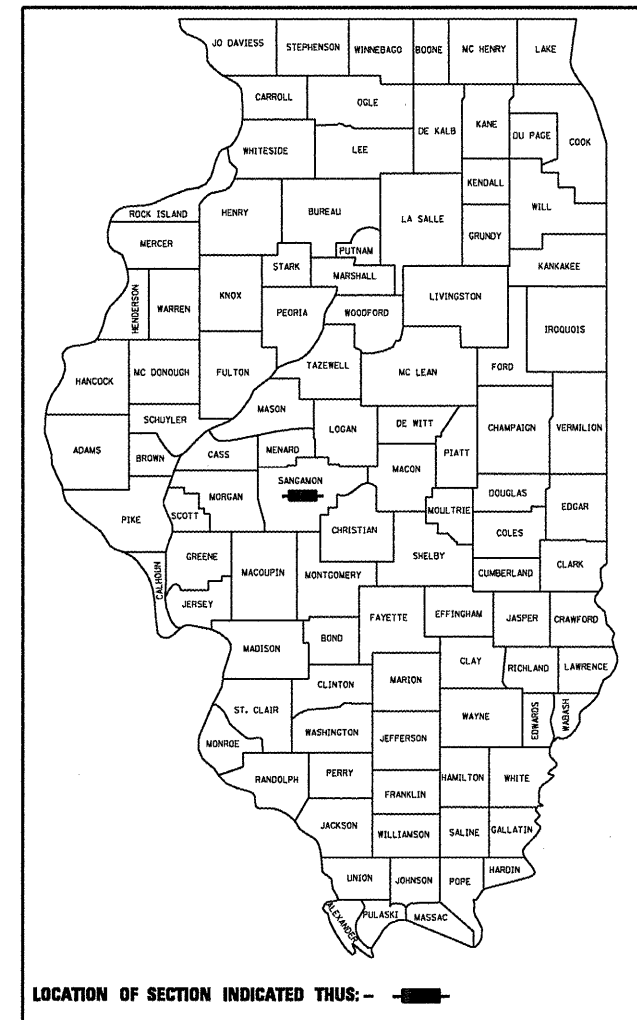 JO DAVIESS
STEPHENSON
WINNEBAGO
BOONE
MC HENRY
LAKE
CARROLL
OGLE
DE KALB
KANE
DU PAGE
COOK
WHITESIDE
LEE
KENDALL
WILL
ROCK ISLAND
HENRY
BUREAU
LA SALLE
GRUNDY
MERCER
PUTNAM
STARK
MARSHALL
KANKAKEE
HENDERSON
WARREN
KNOX
PEORIA
WOODFORD
LIVINGSTON
IROQUOIS
HANCOCK
MC DONOUGH
FULTON
TAZEWELL
MC LEAN
FORD
MASON
SCHUYLER
LOGAN
DE WITT
CHAMPAIGN
VERMILION
ADAMS
BROWN
CASS
MENARD
PIATT
MACON
SANGAMON
MORGAN
SCOTT
PIKE
CHRISTIAN
MOULTRIE
DOUGLAS
EDGAR
COLES
SHELBY
GREENE
MACOUPIN
MONTGOMERY
CUMBERLAND
CLARK
CALHOUN
JERSEY
FAYETTE
EFFINGHAM
JASPER
CRAWFORD
MADISON
BOND
CLAY
RICHLAND
LAWRENCE
CLINTON
MARION
ST. CLAIR
WAYNE
EDWARDS
WABASH
WASHINGTON
JEFFERSON
MONROE
RANDOLPH
PERRY
HAMILTON
WHITE
FRANKLIN
JACKSON
WILLIAMSON
SALINE
GALLATIN
UNION
JOHNSON
POPE
HARDIN
ALEXANDER
PULASKI
MASSAC
LOCATION OF SECTION INDICATED THUS: -